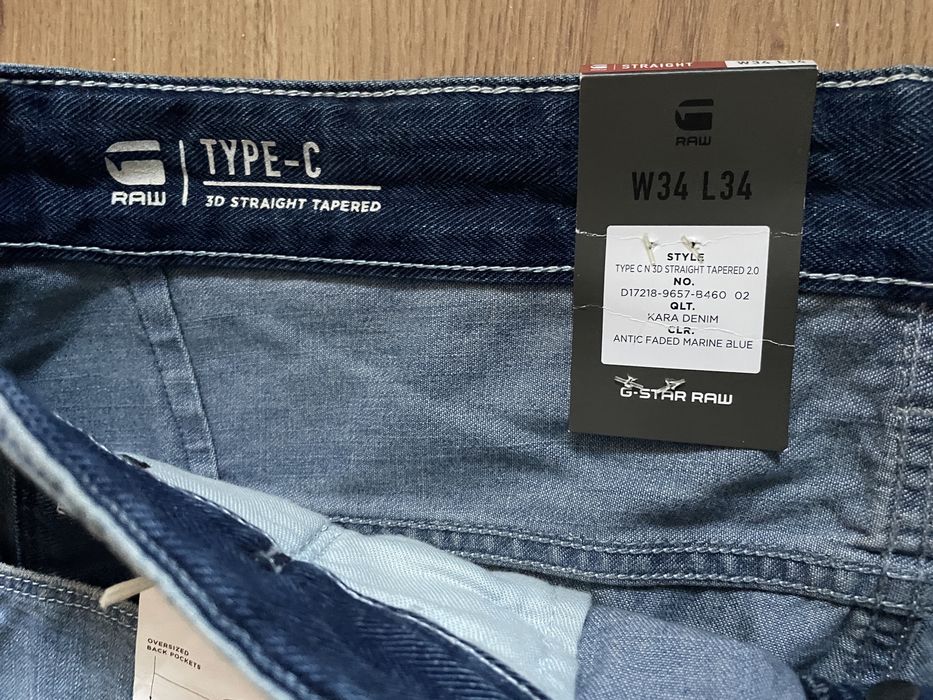 STRAIGHT W34 L34
RAW
W34 L34
STYLE
TYPE C N 3D STRAIGHT TAPERED 2.0
NO.
D17218-9657-B460 02
QLT.
KARA DENIM
CLR.
ANTIC FADED MARINE BLUE
G-STAR RAW
RAW
TYPE-C
3D STRAIGHT TAPERED
OVERSIZED
BACK POCKETS